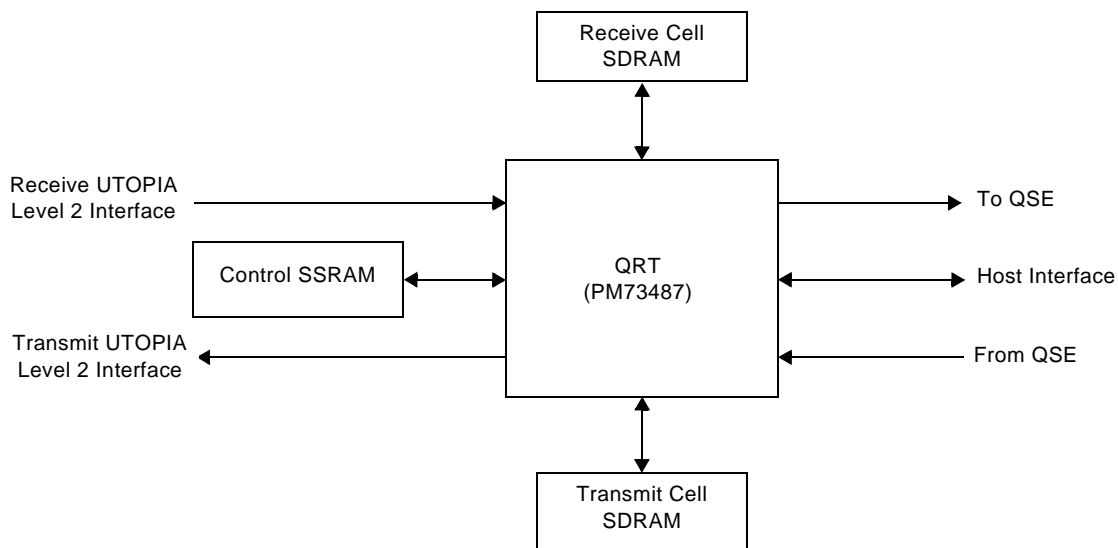 Receive Cell
SDRAM
Receive UTOPIA
Level 2 Interface
To QSE
Control SSRAM
QRT
(PM73487)
Host Interface
Transmit UTOPIA
Level 2 Interface
From QSE
Transmit Cell
SDRAM